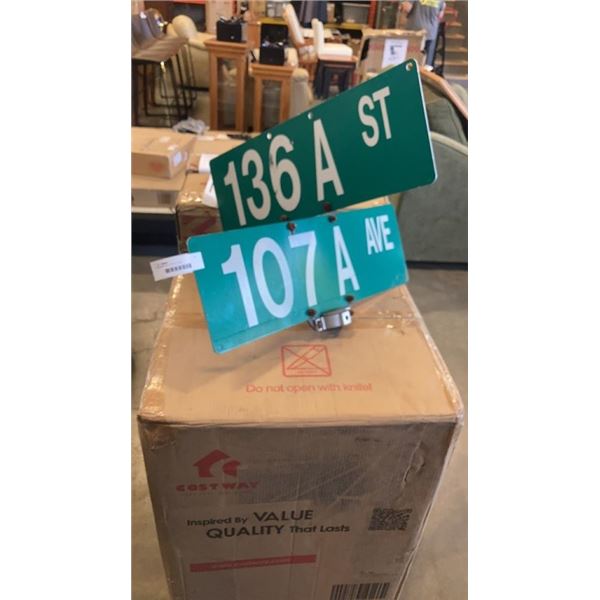 136 A ST
107 A AVE
Do not open with knife!
COSTWAY
Inspired By VALUE
QUALITY That Lasts